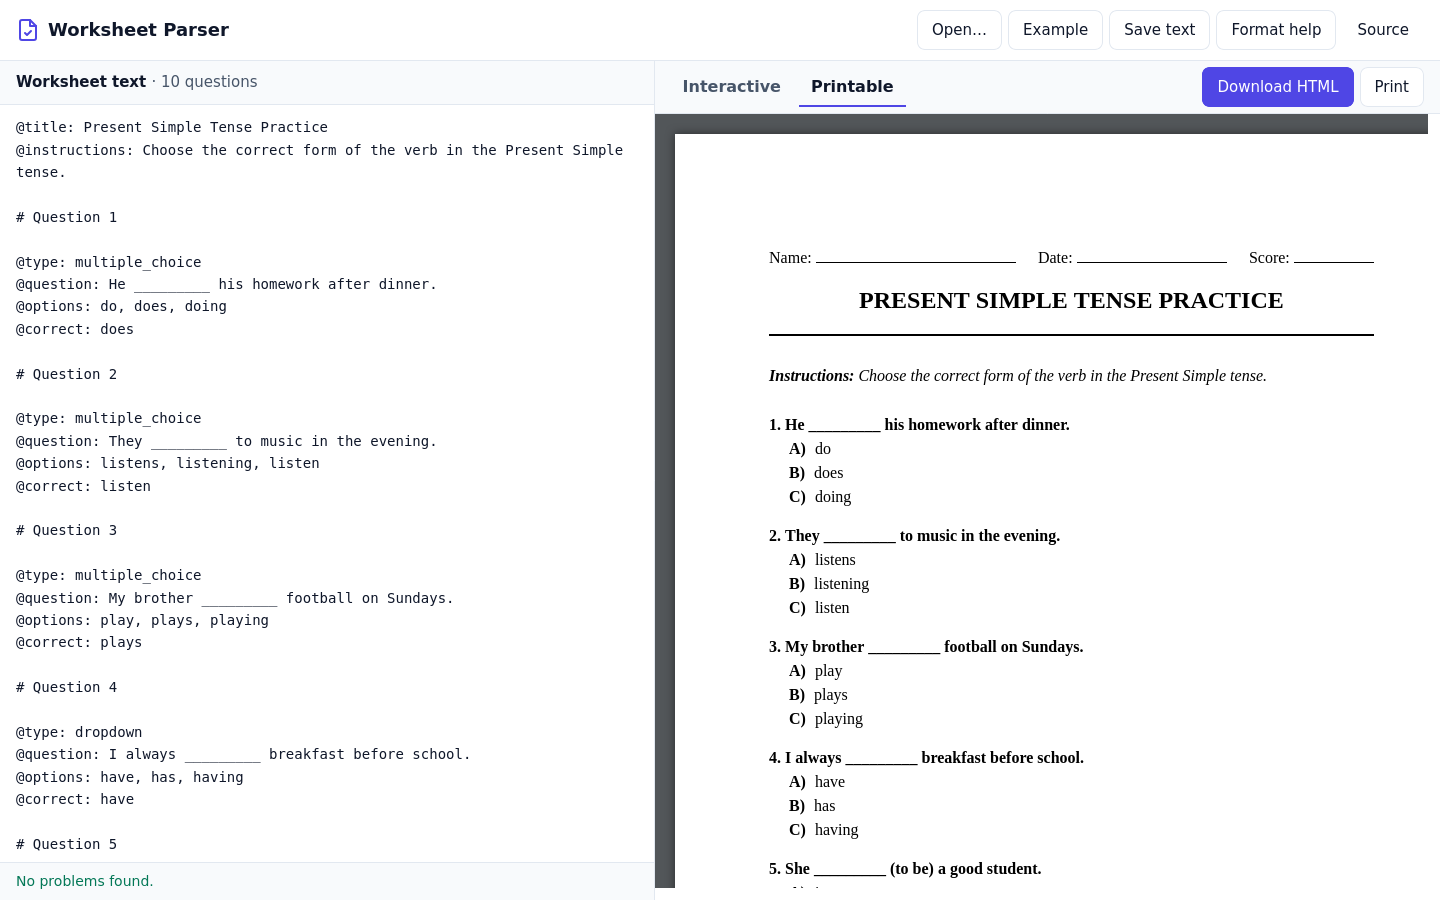 Worksheet Parser
Open...
Example
Save text
Format help
Source
Worksheet text · 10 questions
@title: Present Simple Tense Practice
@instructions: Choose the correct form of the verb in the Present Simple
tense.
# Question 1
@type: multiple_choice
@question: He _________ his homework after dinner.
@options: do, does, doing
@correct: does
# Question 2
@type: multiple_choice
@question: They _________ to music in the evening.
@options: listens, listening, listen
@correct: listen
# Question 3
@type: multiple_choice
@question: My brother _________ football on Sundays.
@options: play, plays, playing
@correct: plays
# Question 4
@type: dropdown
@question: I always _________ breakfast before school.
@options: have, has, having
@correct: have
# Question 5
No problems found.
Interactive
Printable
Download HTML
Print
Name: Date: Score:
PRESENT SIMPLE TENSE PRACTICE
Instructions: Choose the correct form of the verb in the Present Simple tense.
1. He _________ his homework after dinner.
A) do
B) does
C) doing
2. They _________ to music in the evening.
A) listens
B) listening
C) listen
3. My brother _________ football on Sundays.
A) play
B) plays
C) playing
4. I always _________ breakfast before school.
A) have
B) has
C) having
5. She _________ (to be) a good student.